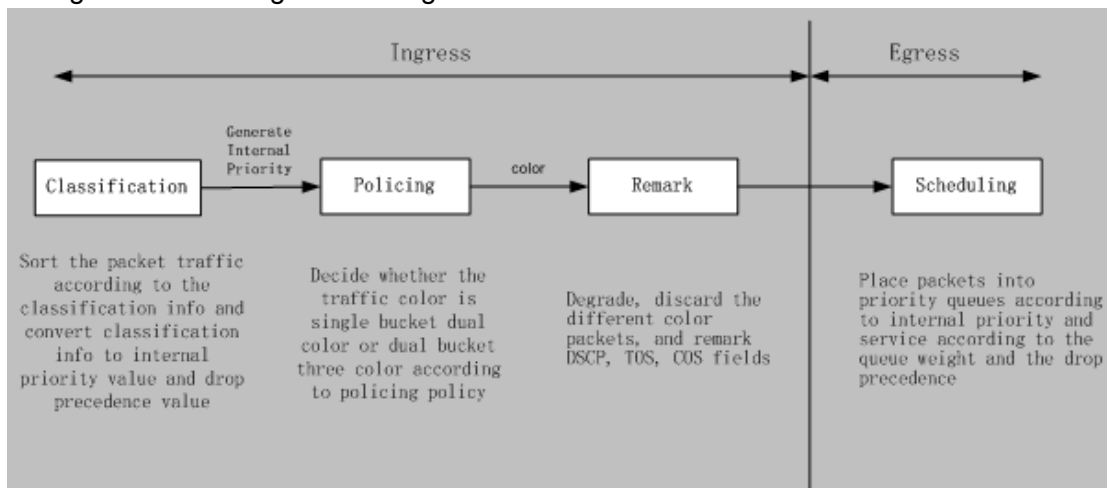 Ingress
Egress
Generate
Internal
Priority
color
Classification
Policing
Remark
Scheduling
Sort the packet traffic
according to the
classification info and
convert classification
info to internal
priority value and drop
precedence value
Decide whether the
traffic color is
single bucket dual
color or dual bucket
three color according
to policing policy
Degrade, discard the
different color
packets, and remark
DSCP, TOS, COS fields
Place packets into
priority queues according
to internal priority and
service according to the
queue weight and the drop
precedence